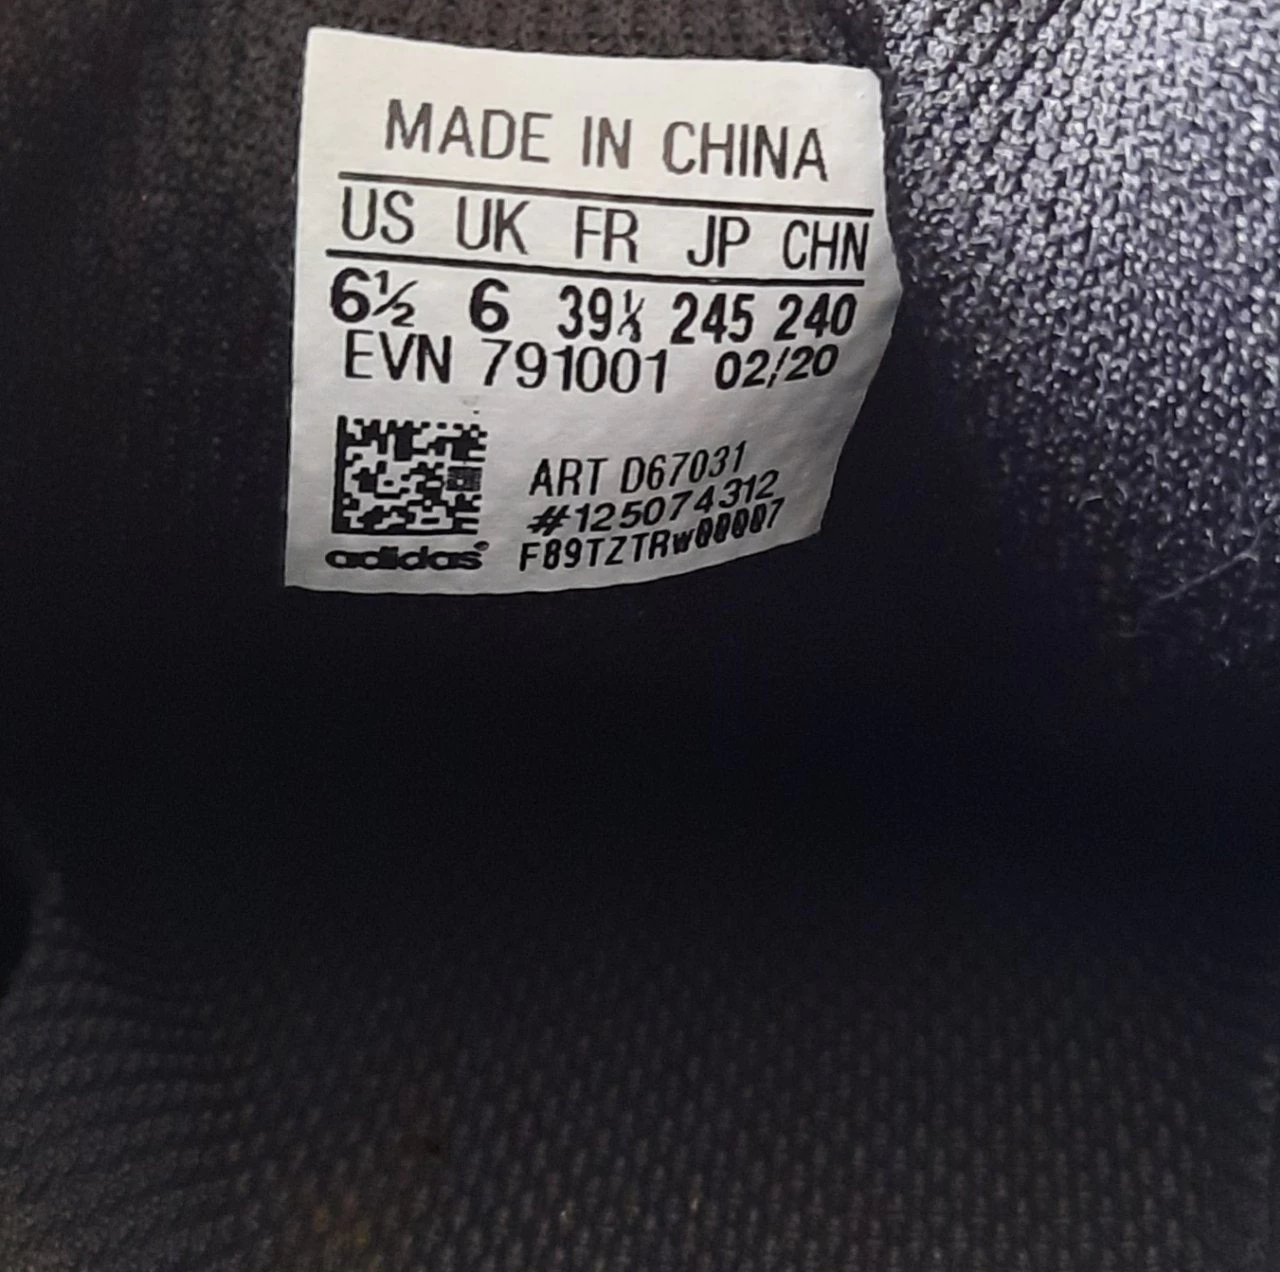 MADE IN CHINA
US UK FR JP CHN
6½ 6 39⅓ 245 240
EVN 791001 02/20
ART D67031
#125074312
F89TZTRW00007
adidas®